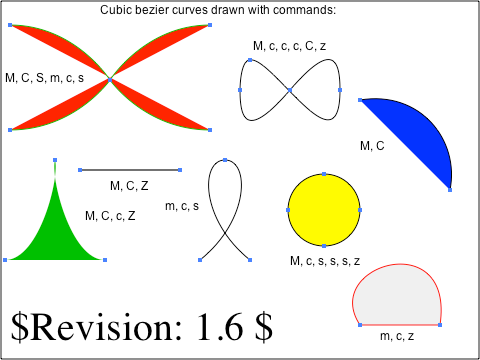 Cubic bezier curves drawn with commands:
M, c, c, c, C, z
M, C, S, m, c, s
M, C
M, C, Z
m, c, s
M, C, c, Z
M, c, s, s, s, z
$Revision: 1.6 $
m, c, z